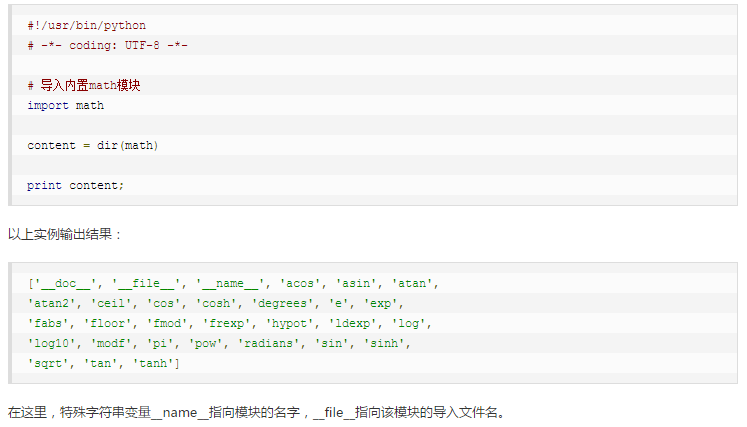 #!/usr/bin/python
# -*- coding: UTF-8 -*-
# 导入内置math模块
import math
content = dir(math)
print content;
以上实例输出结果：
['__doc__', '__file__', '__name__', 'acos', 'asin', 'atan',
'atan2', 'ceil', 'cos', 'cosh', 'degrees', 'e', 'exp',
'fabs', 'floor', 'fmod', 'frexp', 'hypot', 'ldexp', 'log',
'log10', 'modf', 'pi', 'pow', 'radians', 'sin', 'sinh',
'sqrt', 'tan', 'tanh']
在这里，特殊字符串变量__name__指向模块的名字，__file__指向该模块的导入文件名。